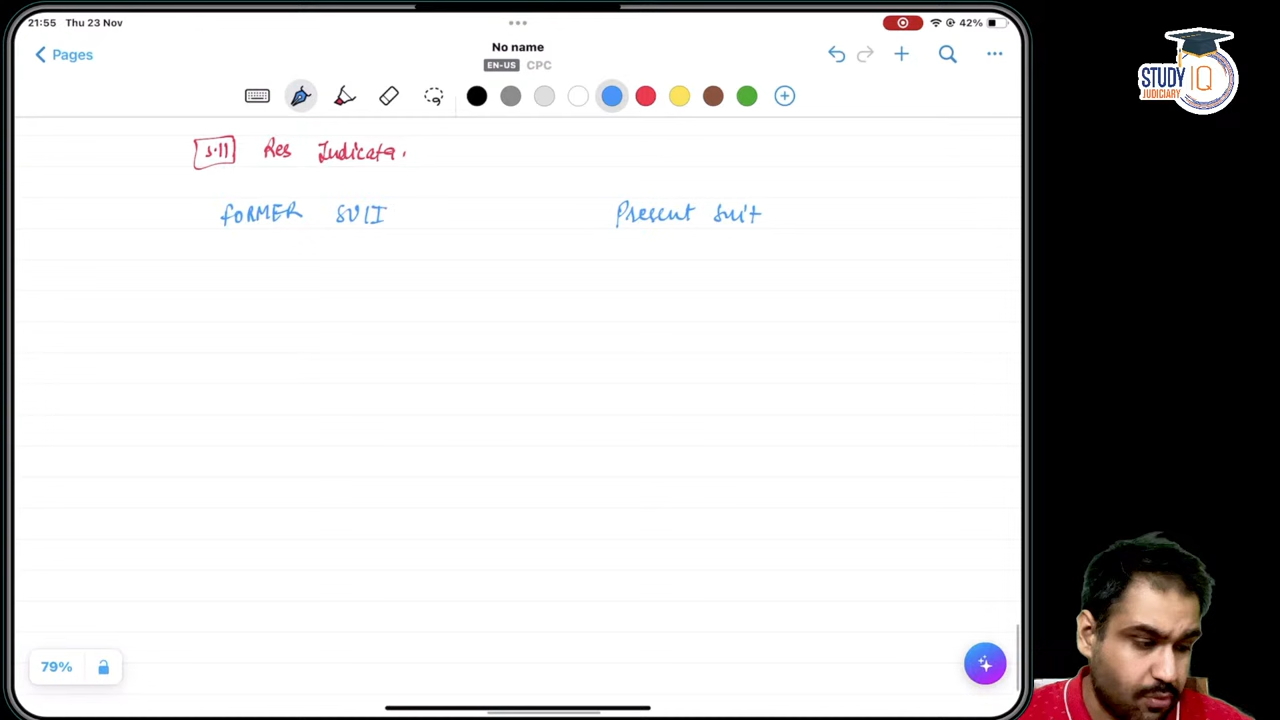 21:55 Thu 23 Nov
42%
Pages
No name
EN-US CPC
STUDY IQ
JUDICIARY
S.11 Res Judicata.
FORMER SUIT Present Suit
79%